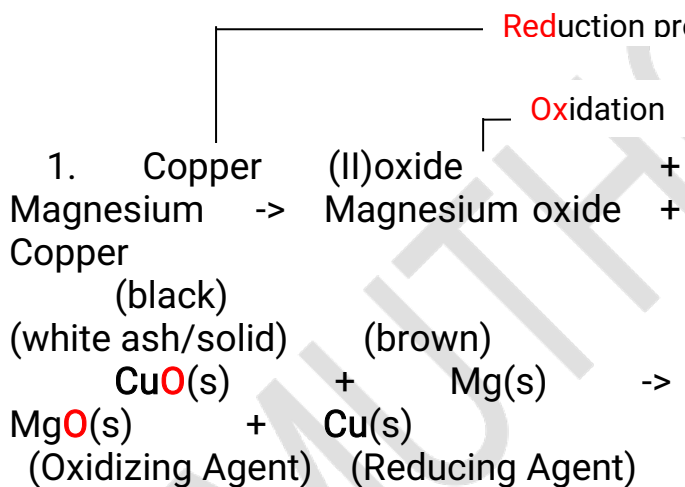 Reduction
Oxidation
1. Copper (II)oxide +
Magnesium -> Magnesium oxide +
Copper
(black)
(white ash/solid) (brown)
CuO(s) + Mg(s) ->
MgO(s) + Cu(s)
(Oxidizing Agent) (Reducing Agent)